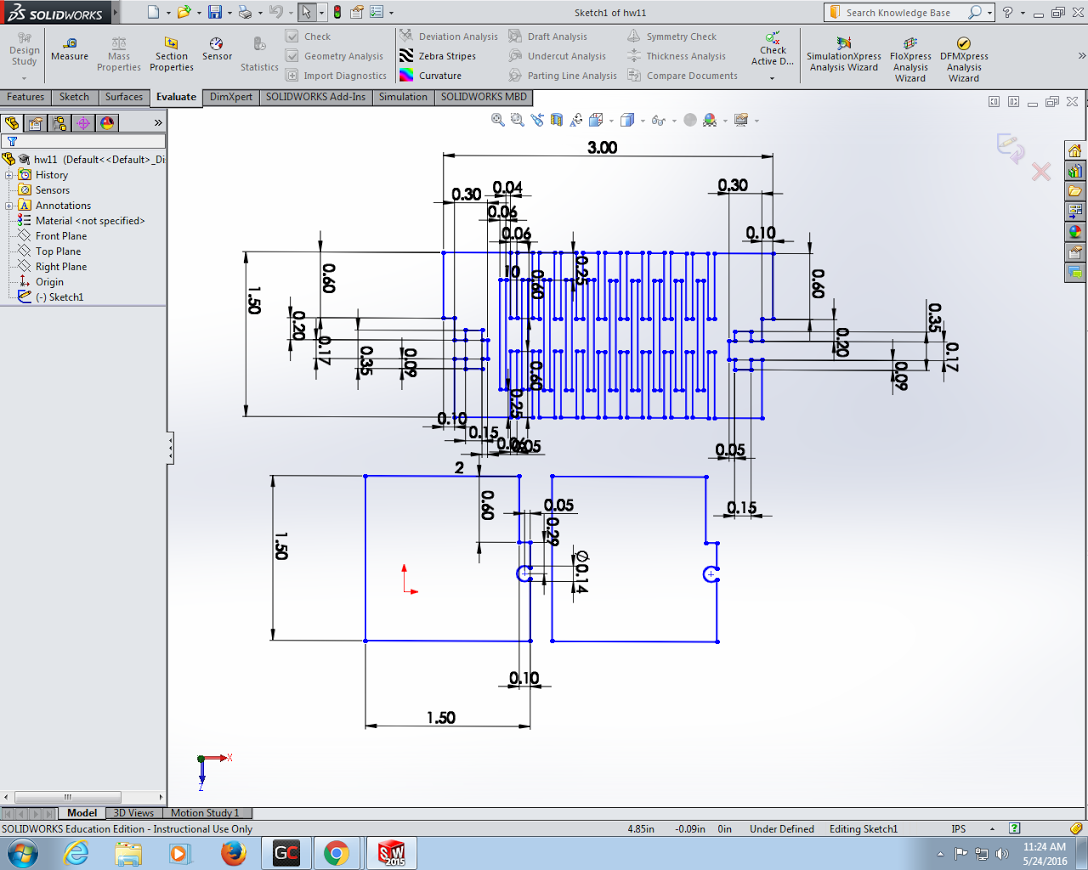 SOLIDWORKS
Sketch1 of hw11
Search Knowledge Base
Design Study
Measure
Mass Properties
Section Properties
Sensor
Statistics
Check
Geometry Analysis
Import Diagnostics
Deviation Analysis
Zebra Stripes
Curvature
Draft Analysis
Undercut Analysis
Parting Line Analysis
Symmetry Check
Thickness Analysis
Compare Documents
Check Active D...
SimulationXpress Analysis Wizard
FloXpress Analysis Wizard
DFMXpress Analysis Wizard
Features
Sketch
Surfaces
Evaluate
DimXpert
SOLIDWORKS Add-Ins
Simulation
SOLIDWORKS MBD
hw11 (Default<<Default>_Di
History
Sensors
Annotations
Material <not specified>
Front Plane
Top Plane
Right Plane
Origin
(-) Sketch1
3.00
0.30
0.04
0.06
0.06
0.30
0.10
0.60
1.50
0.20
0.17
0.35
0.09
10
0.60
0.25
0.60
0.25
0.60
0.35
0.20
0.17
0.09
0.10
0.15
0.06
0.05
0.05
0.15
2
0.60
0.05
0.29
∅0.14
1.50
0.10
1.50
X
Z
Model
3D Views
Motion Study 1
SOLIDWORKS Education Edition - Instructional Use Only
4.85in
-0.09in
0in
Under Defined
Editing Sketch1
IPS
GC
SW
2015
11:24 AM
5/24/2016